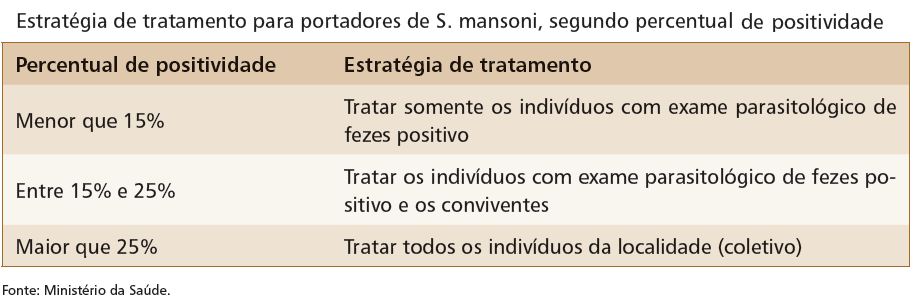 Estratégia de tratamento para portadores de S. mansoni, segundo percentual de positividade
Percentual de positividade Estratégia de tratamento
Menor que 15% Tratar somente os indivíduos com exame parasitológico de
fezes positivo
Entre 15% e 25% Tratar os indivíduos com exame parasitológico de fezes po-
sitivo e os conviventes
Maior que 25% Tratar todos os indivíduos da localidade (coletivo)
Fonte: Ministério da Saúde.